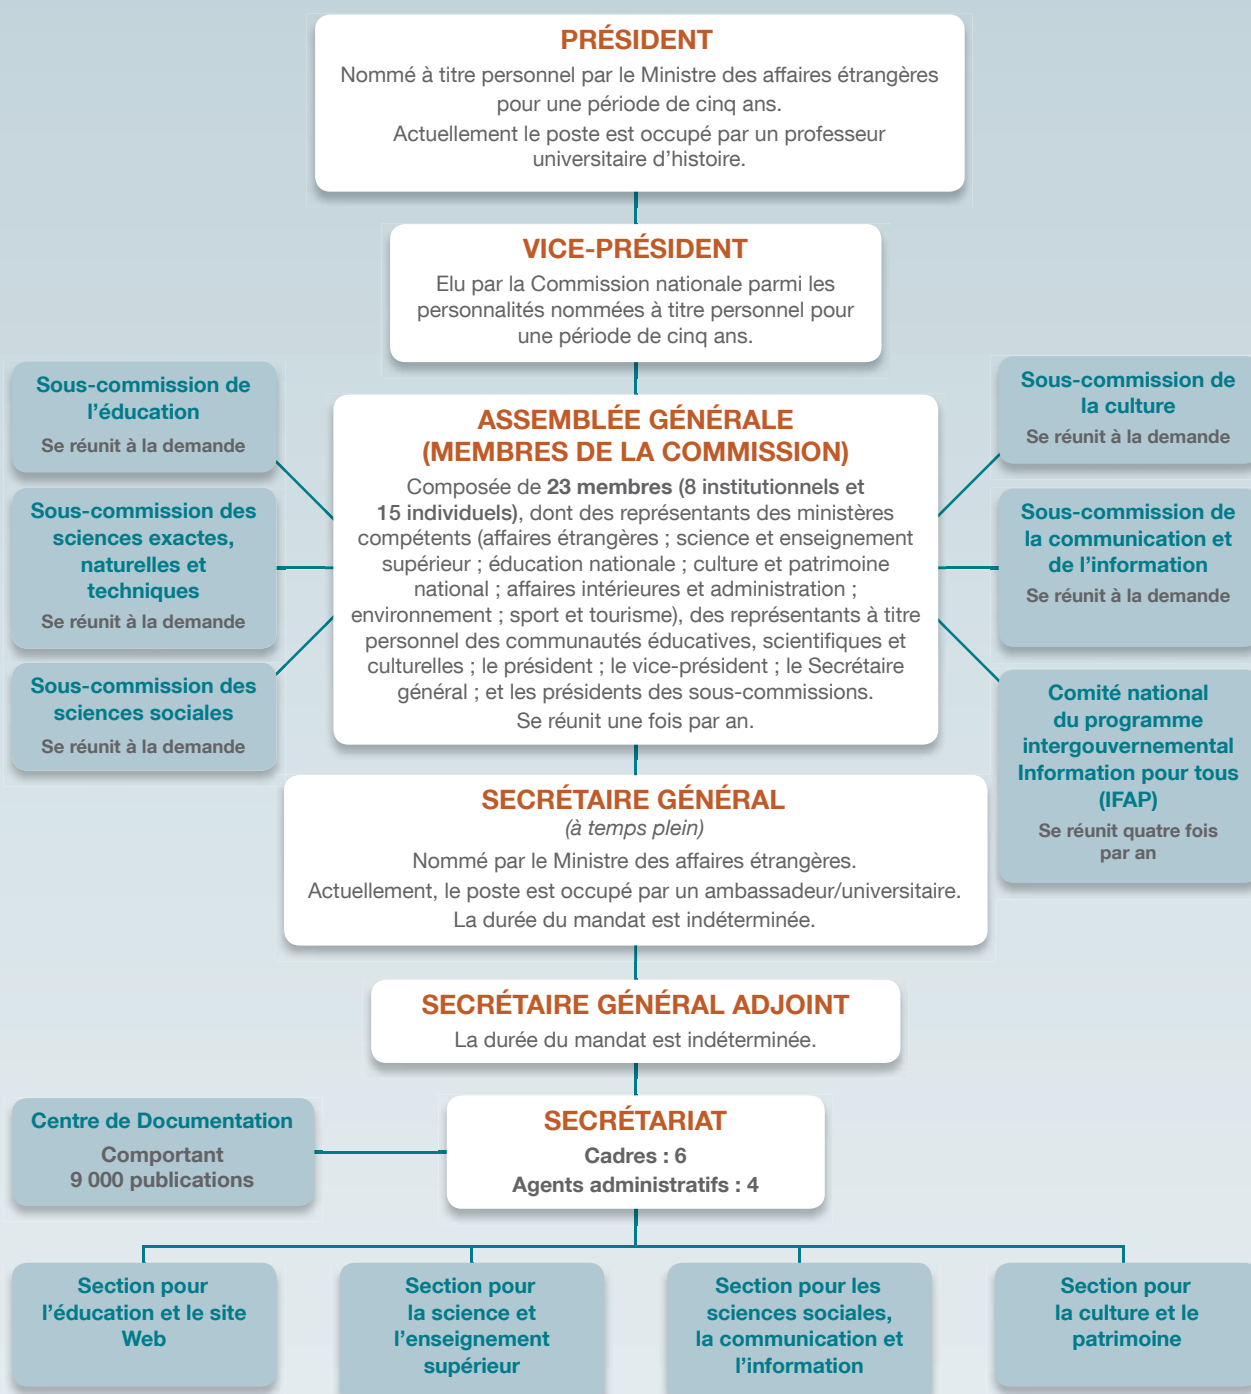 PRÉSIDENT
Nommé à titre personnel par le Ministre des affaires étrangères
pour une période de cinq ans.
Actuellement le poste est occupé par un professeur
universitaire d’histoire.
VICE-PRÉSIDENT
Elu par la Commission nationale parmi les
personnalités nommées à titre personnel pour
une période de cinq ans.
Sous-commission de
l’éducation
Se réunit à la demande
Sous-commission des
sciences exactes,
naturelles et
techniques
Se réunit à la demande
Sous-commission des
sciences sociales
Se réunit à la demande
ASSEMBLÉE GÉNÉRALE
(MEMBRES DE LA COMMISSION)
Composée de 23 membres (8 institutionnels et
15 individuels), dont des représentants des ministères
compétents (affaires étrangères ; science et enseignement
supérieur ; éducation nationale ; culture et patrimoine
national ; affaires intérieures et administration ;
environnement ; sport et tourisme), des représentants à titre
personnel des communautés éducatives, scientifiques et
culturelles ; le président ; le vice-président ; le Secrétaire
général ; et les présidents des sous-commissions.
Se réunit une fois par an.
Sous-commission de
la culture
Se réunit à la demande
Sous-commission de
la communication et
de l’information
Se réunit à la demande
Comité national
du programme
intergouvernemental
Information pour tous
(IFAP)
Se réunit quatre fois
par an
SECRÉTAIRE GÉNÉRAL
(à temps plein)
Nommé par le Ministre des affaires étrangères.
Actuellement, le poste est occupé par un ambassadeur/universitaire.
La durée du mandat est indéterminée.
SECRÉTAIRE GÉNÉRAL ADJOINT
La durée du mandat est indéterminée.
Centre de Documentation
Comportant
9 000 publications
SECRÉTARIAT
Cadres : 6
Agents administratifs : 4
Section pour
l’éducation et le site
Web
Section pour
la science et
l’enseignement
supérieur
Section pour les
sciences sociales,
la communication et
l’information
Section pour
la culture et le
patrimoine